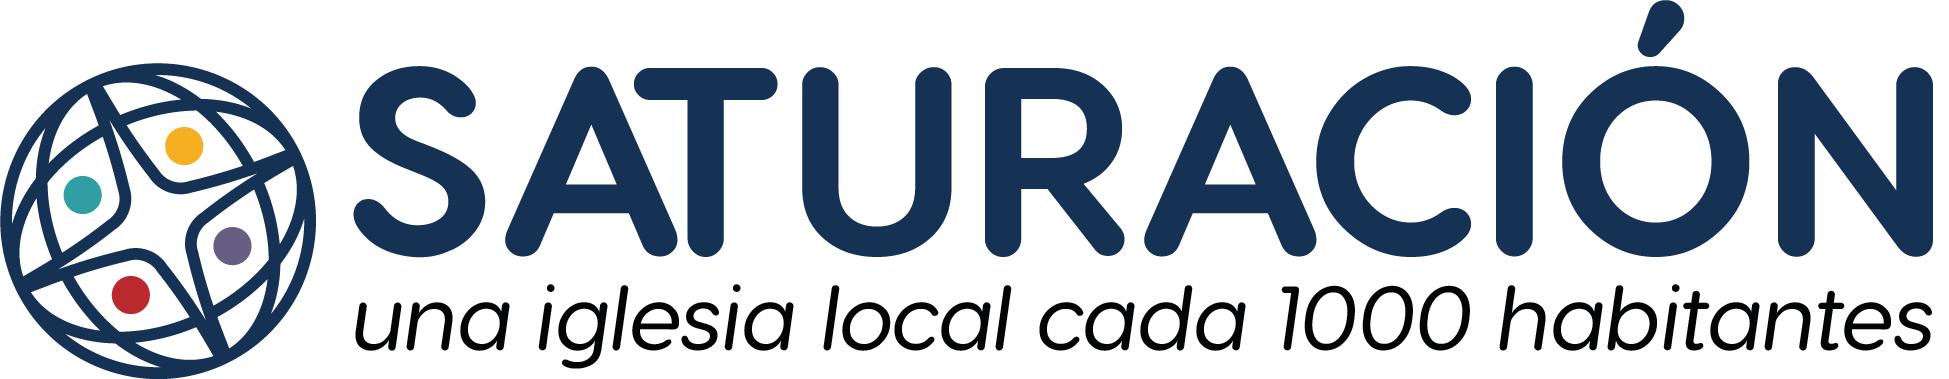 SATURACIÓN
una iglesia local cada 1000 habitantes